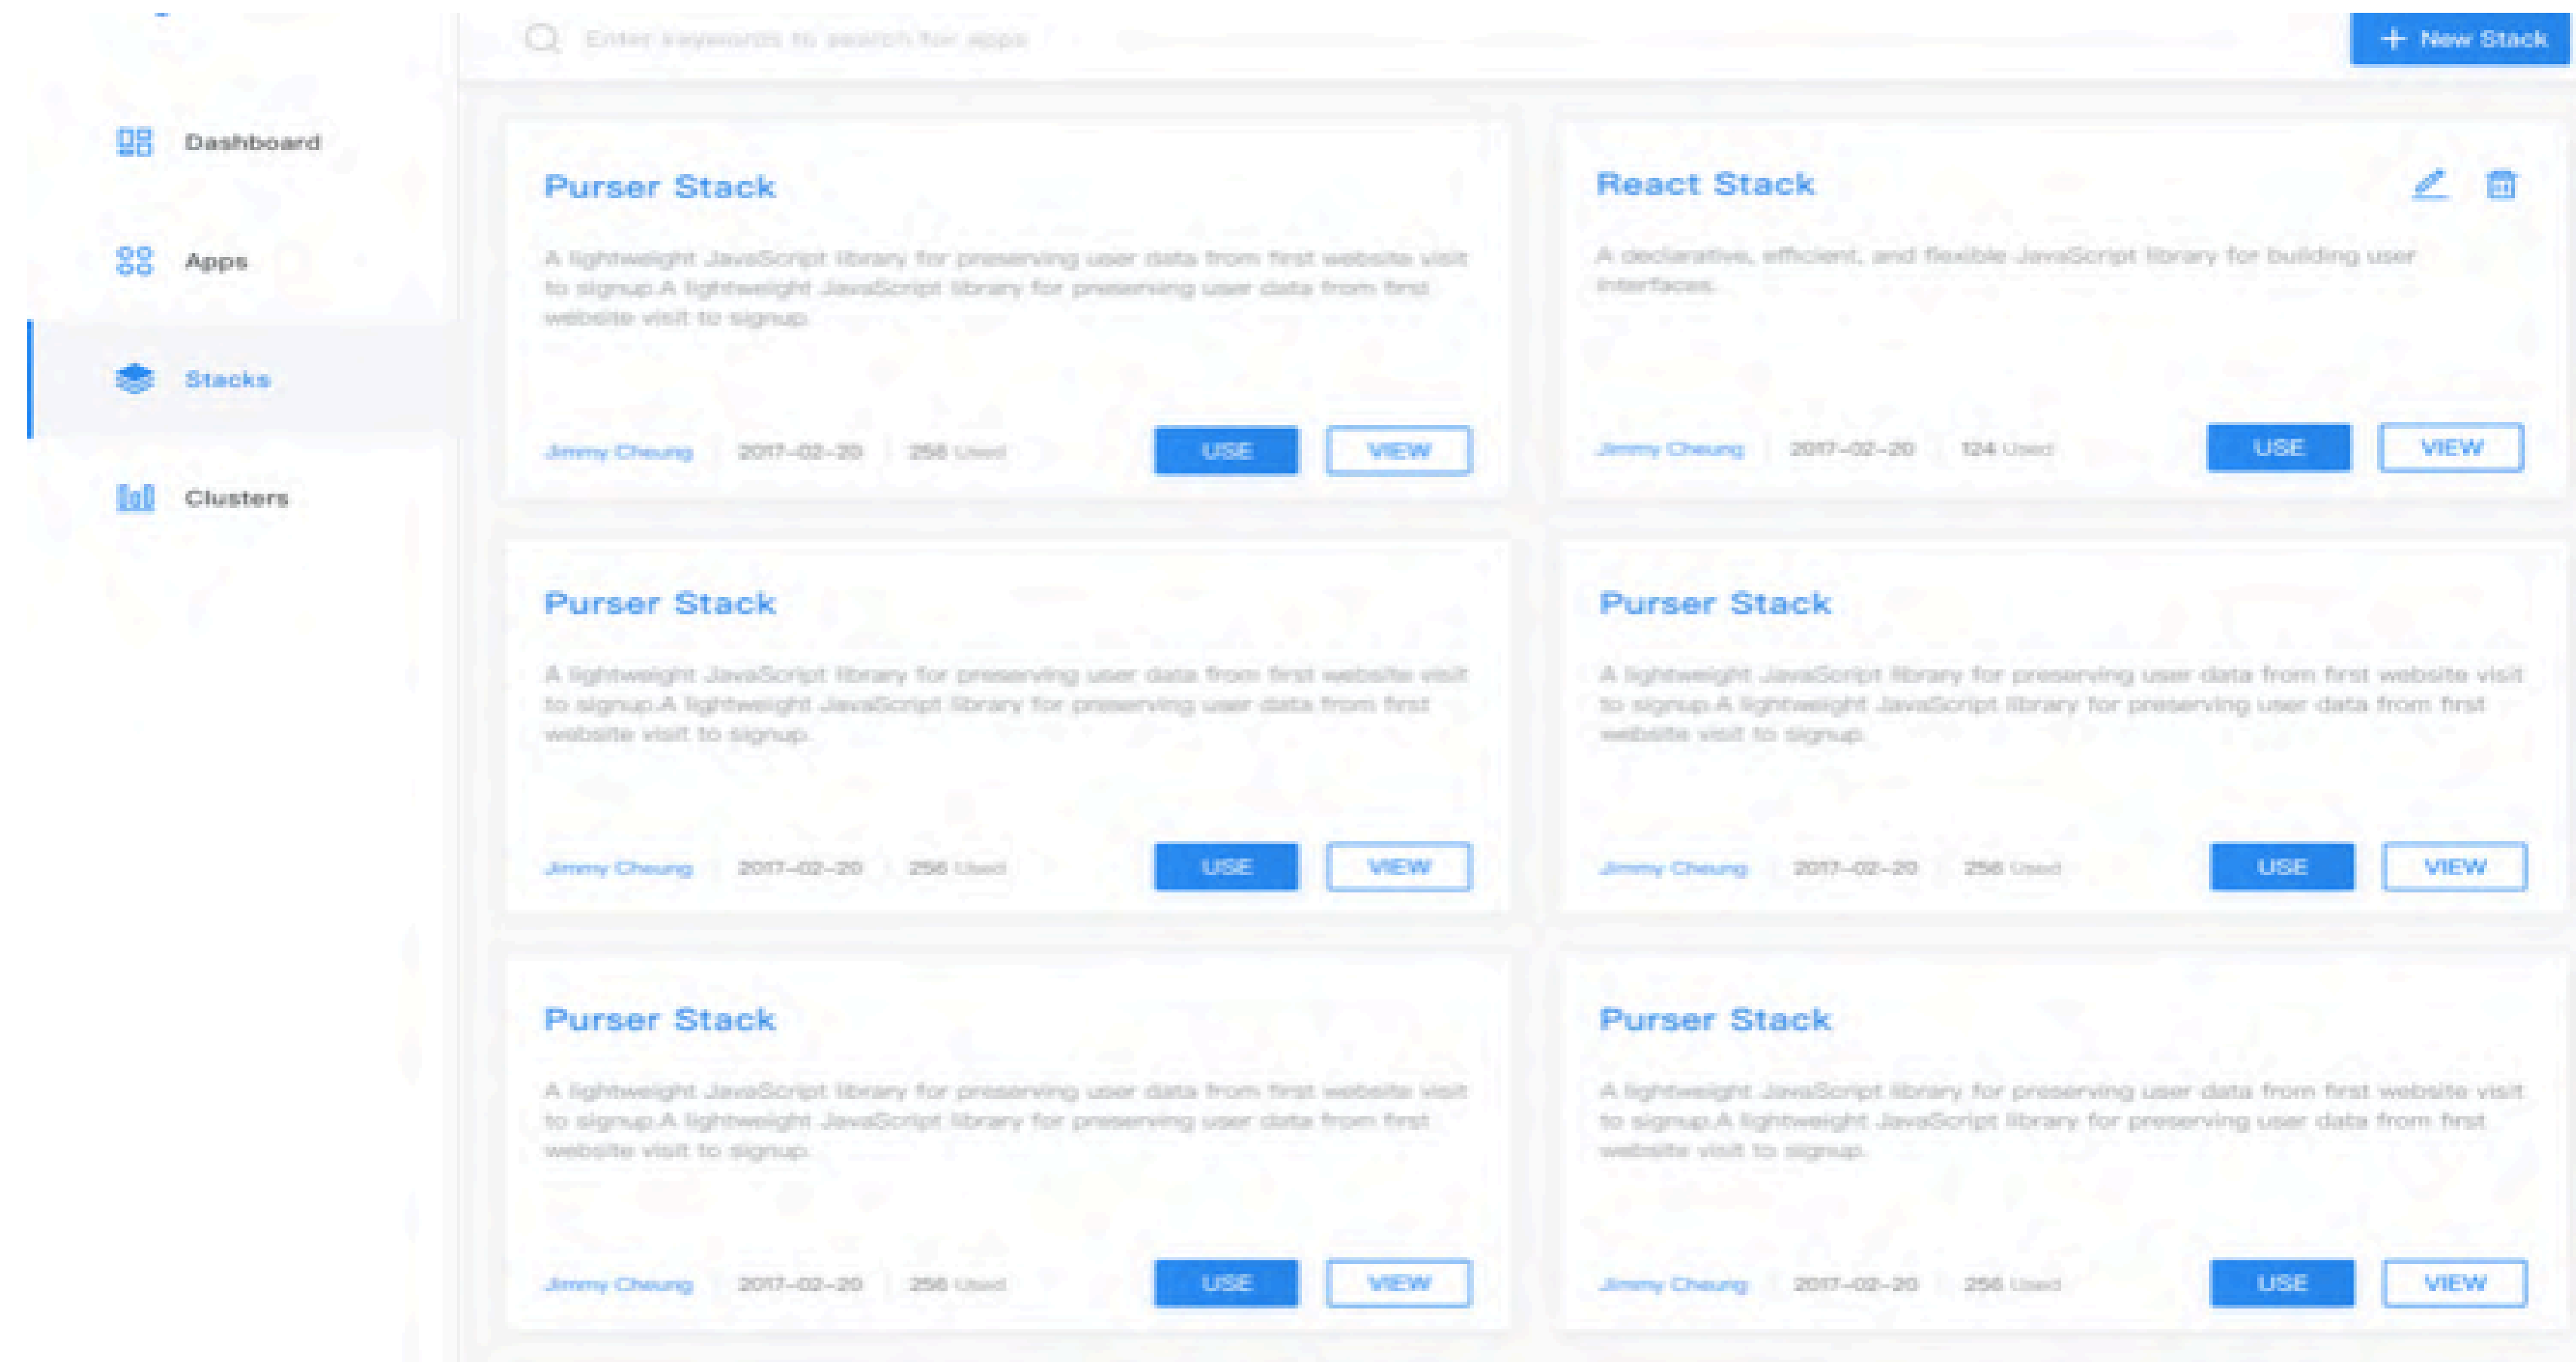 Enter keywords to search for apps
+ New Stack
Dashboard
Apps
Stacks
Clusters
Purser Stack
A lightweight JavaScript library for preserving user data from first website visit
to signup.A lightweight JavaScript library for preserving user data from first
website visit to signup.
Jimmy Cheung 2017-02-20 256 Used USE VIEW
React Stack
A declarative, efficient, and flexible JavaScript library for building user
interfaces.
Jimmy Cheung 2017-02-20 124 Used USE VIEW
Purser Stack
A lightweight JavaScript library for preserving user data from first website visit
to signup.A lightweight JavaScript library for preserving user data from first
website visit to signup.
Jimmy Cheung 2017-02-20 256 Used USE VIEW
Purser Stack
A lightweight JavaScript library for preserving user data from first website visit
to signup.A lightweight JavaScript library for preserving user data from first
website visit to signup.
Jimmy Cheung 2017-02-20 256 Used USE VIEW
Purser Stack
A lightweight JavaScript library for preserving user data from first website visit
to signup.A lightweight JavaScript library for preserving user data from first
website visit to signup.
Jimmy Cheung 2017-02-20 256 Used USE VIEW
Purser Stack
A lightweight JavaScript library for preserving user data from first website visit
to signup.A lightweight JavaScript library for preserving user data from first
website visit to signup.
Jimmy Cheung 2017-02-20 256 Used USE VIEW